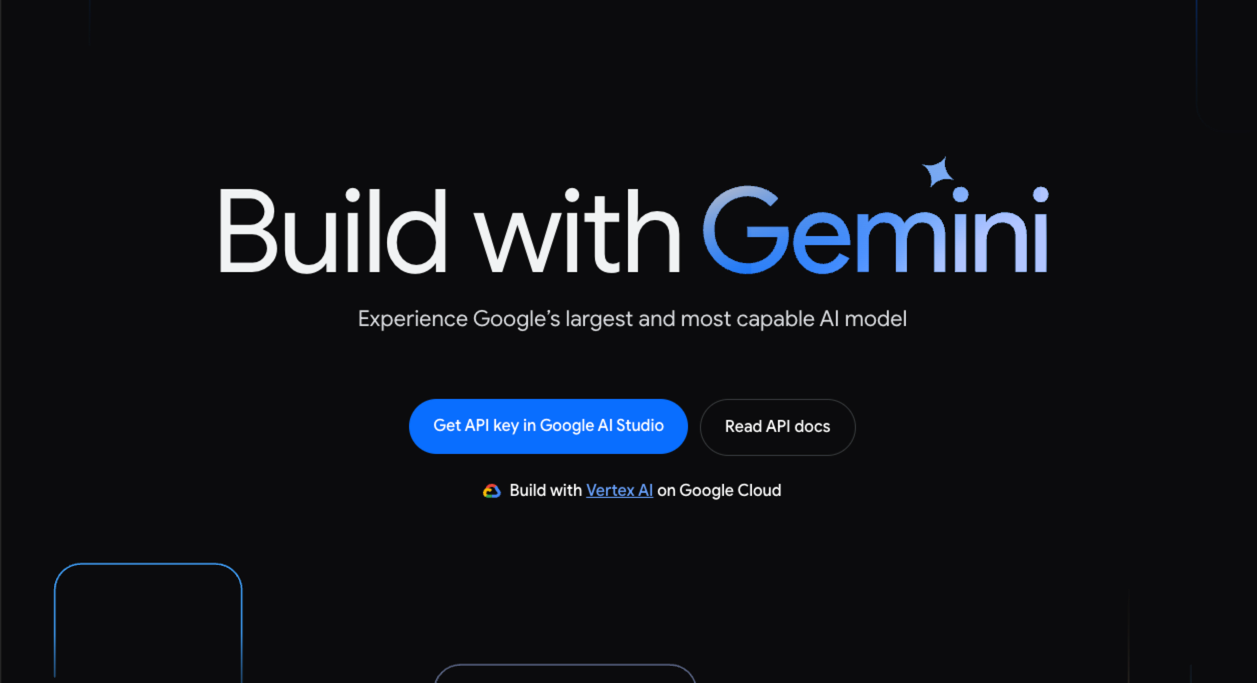 Build with Gemini
Experience Google’s largest and most capable AI model
Get API key in Google AI Studio
Read API docs
Build with Vertex AI on Google Cloud